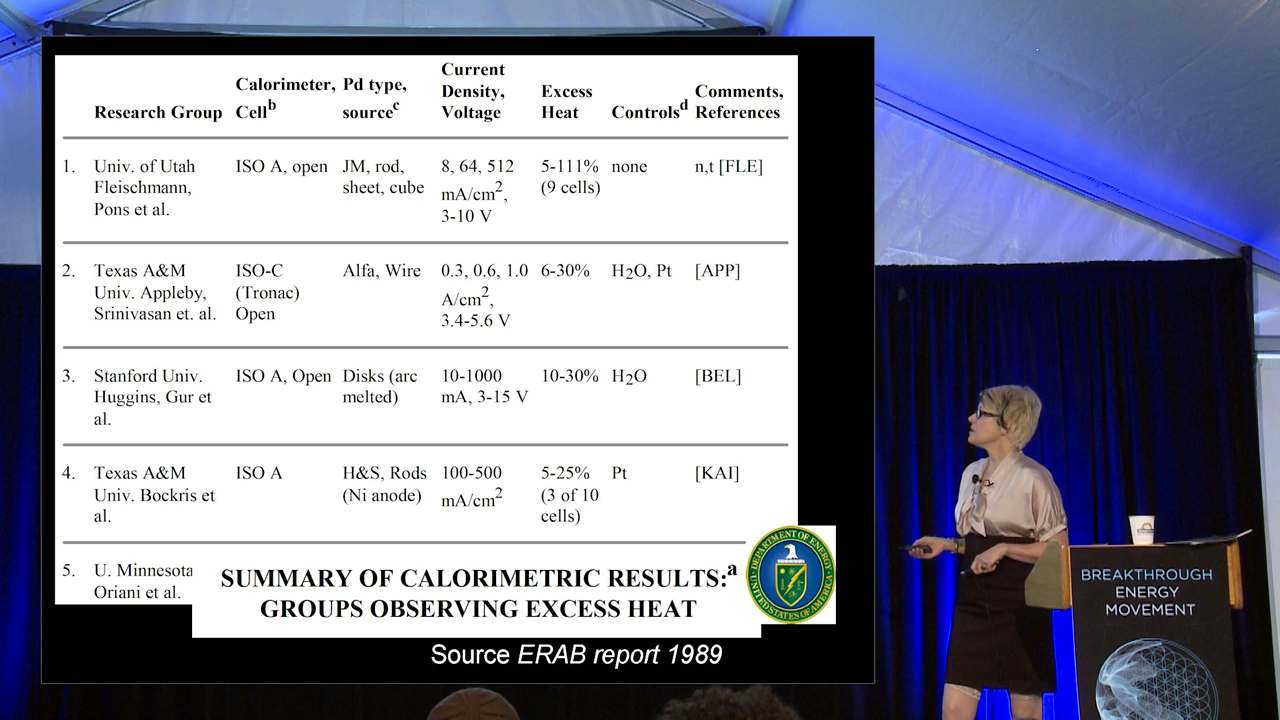 Research Group
Calorimeter, Cellb
Pd type, sourcec
Current Density, Voltage
Excess Heat
Controlsd
Comments, References
1. Univ. of Utah Fleischmann, Pons et al.
ISO A, open
JM, rod, sheet, cube
8, 64, 512 mA/cm2, 3-10 V
5-111% (9 cells)
none
n,t [FLE]
2. Texas A&M Univ. Appleby, Srinivasan et. al.
ISO-C (Tronac) Open
Alfa, Wire
0.3, 0.6, 1.0 A/cm2, 3.4-5.6 V
6-30%
H2O, Pt
[APP]
3. Stanford Univ. Huggins, Gur et al.
ISO A, Open
Disks (arc melted)
10-1000 mA, 3-15 V
10-30%
H2O
[BEL]
4. Texas A&M Univ. Bockris et al.
ISO A
H&S, Rods (Ni anode)
100-500 mA/cm2
5-25% (3 of 10 cells)
Pt
[KAI]
5. U. Minnesota Oriani et al.
SUMMARY OF CALORIMETRIC RESULTS:a
GROUPS OBSERVING EXCESS HEAT
DEPARTMENT OF ENERGY
UNITED STATES OF AMERICA
Source ERAB report 1989
BREAKTHROUGH
ENERGY
MOVEMENT